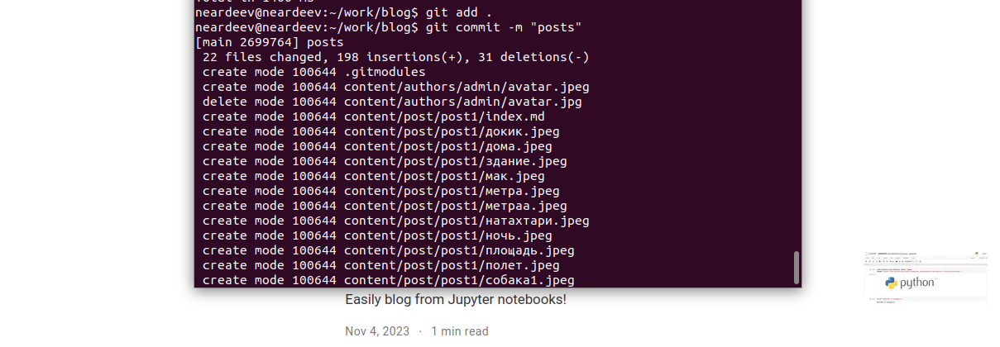 neardeev@neardeev:~/work/blog$ git add .
neardeev@neardeev:~/work/blog$ git commit -m "posts"
[main 2699764] posts
22 files changed, 198 insertions(+), 31 deletions(-)
create mode 100644 .gitmodules
create mode 100644 content/authors/admin/avatar.jpeg
delete mode 100644 content/authors/admin/avatar.jpg
create mode 100644 content/post/post1/index.md
create mode 100644 content/post/post1/докик.jpeg
create mode 100644 content/post/post1/дома.jpeg
create mode 100644 content/post/post1/здание.jpeg
create mode 100644 content/post/post1/мак.jpeg
create mode 100644 content/post/post1/метра.jpeg
create mode 100644 content/post/post1/метраа.jpeg
create mode 100644 content/post/post1/натахтари.jpeg
create mode 100644 content/post/post1/ночь.jpeg
create mode 100644 content/post/post1/площадь.jpeg
create mode 100644 content/post/post1/полет.jpeg
create mode 100644 content/post/post1/собака1.jpeg
python
Easily blog from Jupyter notebooks!
Nov 4, 2023 · 1 min read